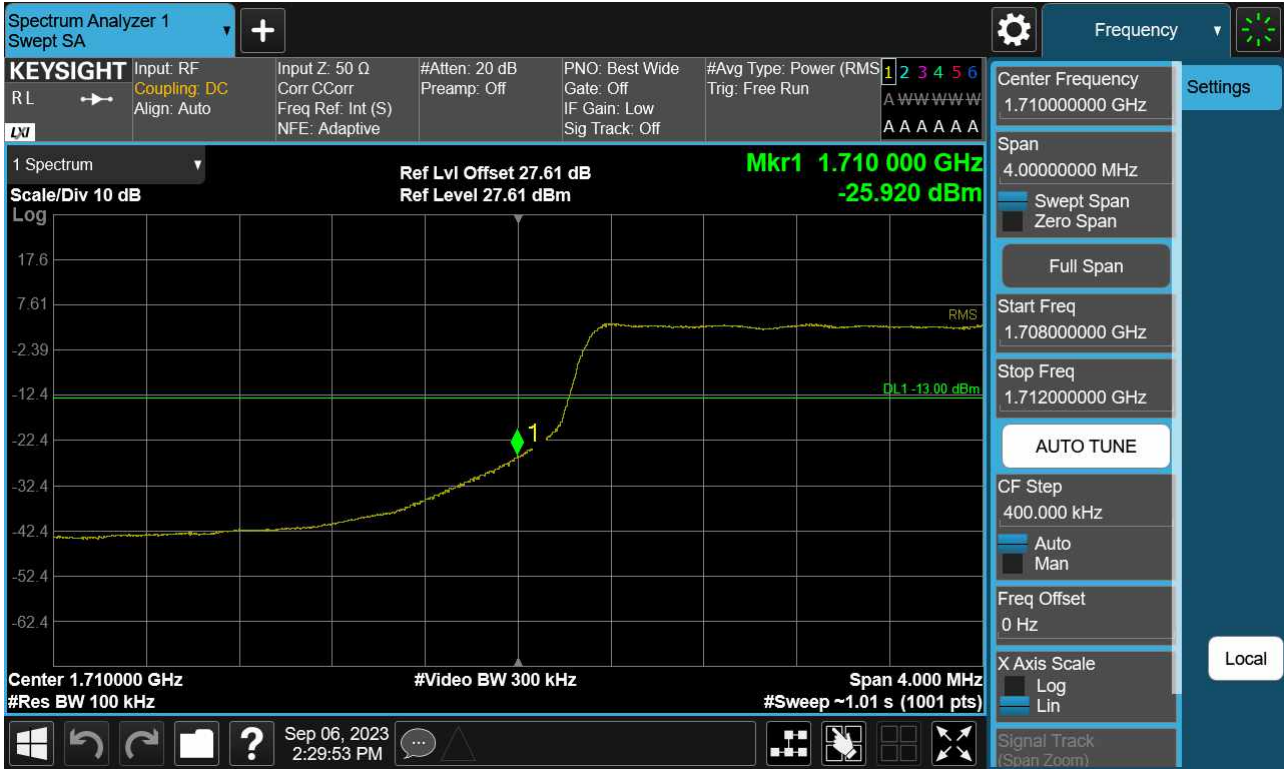 Spectrum Analyzer 1
Swept SA
Frequency
KEYSIGHT
RL
LXI
Input: RF
Coupling: DC
Align: Auto
Input Z: 50 Ω
Corr CCorr
Freq Ref: Int (S)
NFE: Adaptive
#Atten: 20 dB
Preamp: Off
PNO: Best Wide
Gate: Off
IF Gain: Low
Sig Track: Off
#Avg Type: Power (RMS
Trig: Free Run
1 2 3 4 5 6
A W W W W W
A A A A A A
1 Spectrum
Scale/Div 10 dB
Log
Ref Lvl Offset 27.61 dB
Ref Level 27.61 dBm
Mkr1 1.710 000 GHz
-25.920 dBm
17.6
7.61
-2.39
-12.4
-22.4
-32.4
-42.4
-52.4
-62.4
RMS
DL1 -13.00 dBm
1
Center 1.710000 GHz
#Res BW 100 kHz
#Video BW 300 kHz
Span 4.000 MHz
#Sweep ~1.01 s (1001 pts)
Center Frequency
1.710000000 GHz
Span
4.00000000 MHz
Swept Span
Zero Span
Full Span
Start Freq
1.708000000 GHz
Stop Freq
1.712000000 GHz
AUTO TUNE
CF Step
400.000 kHz
Auto
Man
Freq Offset
0 Hz
X Axis Scale
Log
Lin
Signal Track
(Span Zoom)
Settings
Local
?
Sep 06, 2023
2:29:53 PM